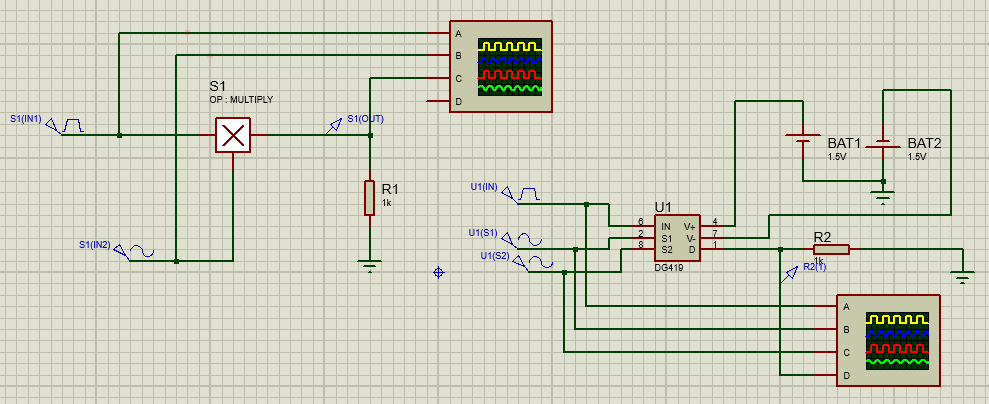 A
B
C
D
S1
OP : MULTIPLY
S1(IN1)
S1(OUT)
R1
1k
S1(IN2)
BAT1
1.5V
BAT2
1.5V
U1(IN)
U1
U1(S1)
U1(S2)
6 IN V+ 4
2 S1 V- 7
8 S2 D 1
DG419
R2
1k
R2(1)
A
B
C
D